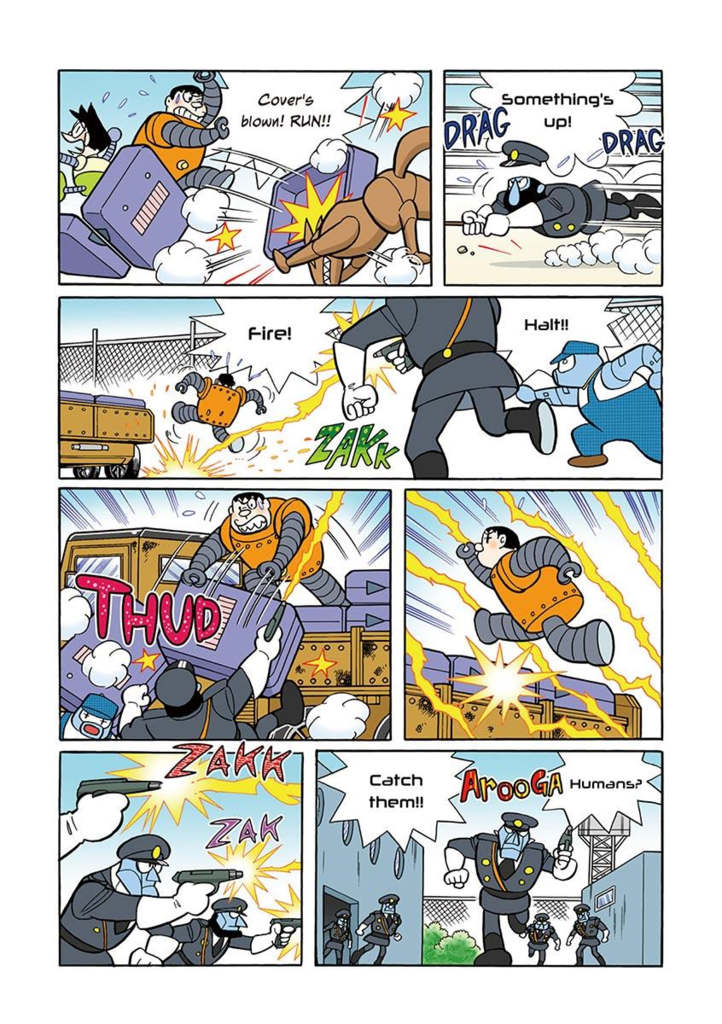 Cover's
blown! RUN!!
Something's
up!
DRAG
DRAG
Fire!
Halt!!
ZAKK
THUD
ZAKK
ZAK
Catch
them!!
AROOGA
Humans?